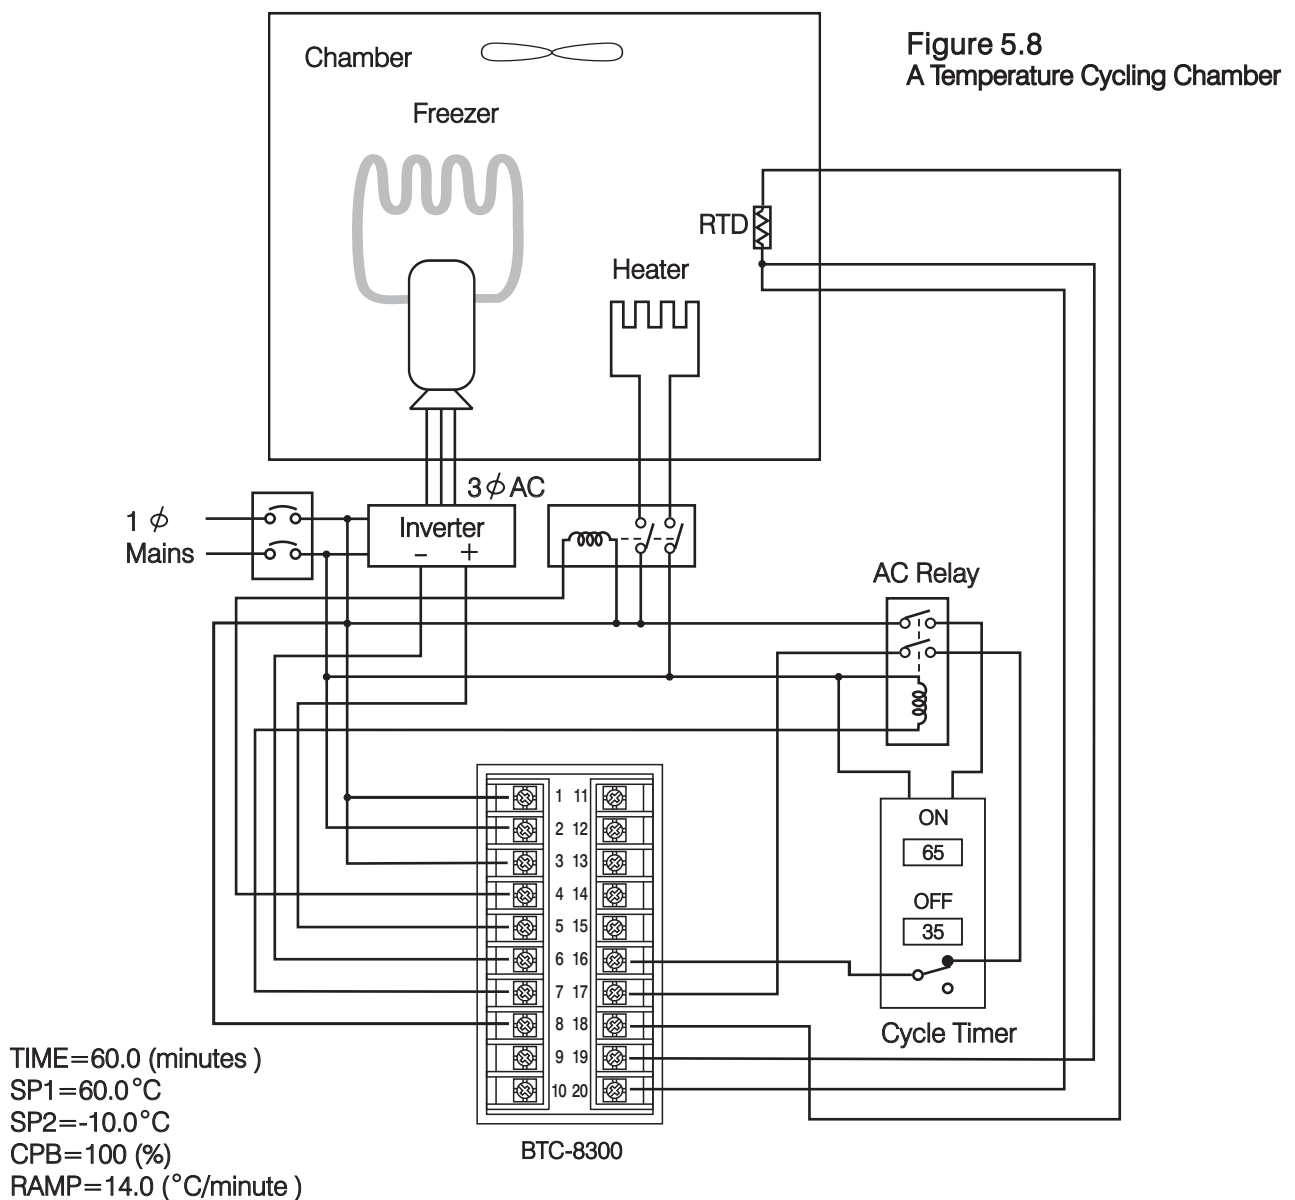 Figure 5.8
A Temperature Cycling Chamber
Chamber
Freezer
RTD
Heater
3 ϕ AC
1 ϕ
Mains
Inverter
− +
AC Relay
1 11
2 12
3 13
4 14
5 15
6 16
7 17
8 18
9 19
10 20
BTC-8300
ON
65
OFF
35
Cycle Timer
TIME=60.0 (minutes )
SP1=60.0°C
SP2=-10.0°C
CPB=100 (%)
RAMP=14.0 (°C/minute )